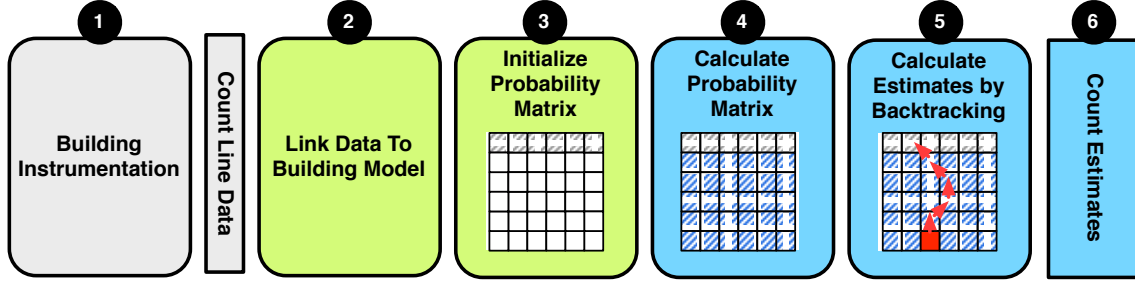 1
Building
Instrumentation
Count Line Data
2
Link Data To
Building Model
3
Initialize
Probability
Matrix
4
Calculate
Probability
Matrix
5
Calculate
Estimates by
Backtracking
6
Count Estimates